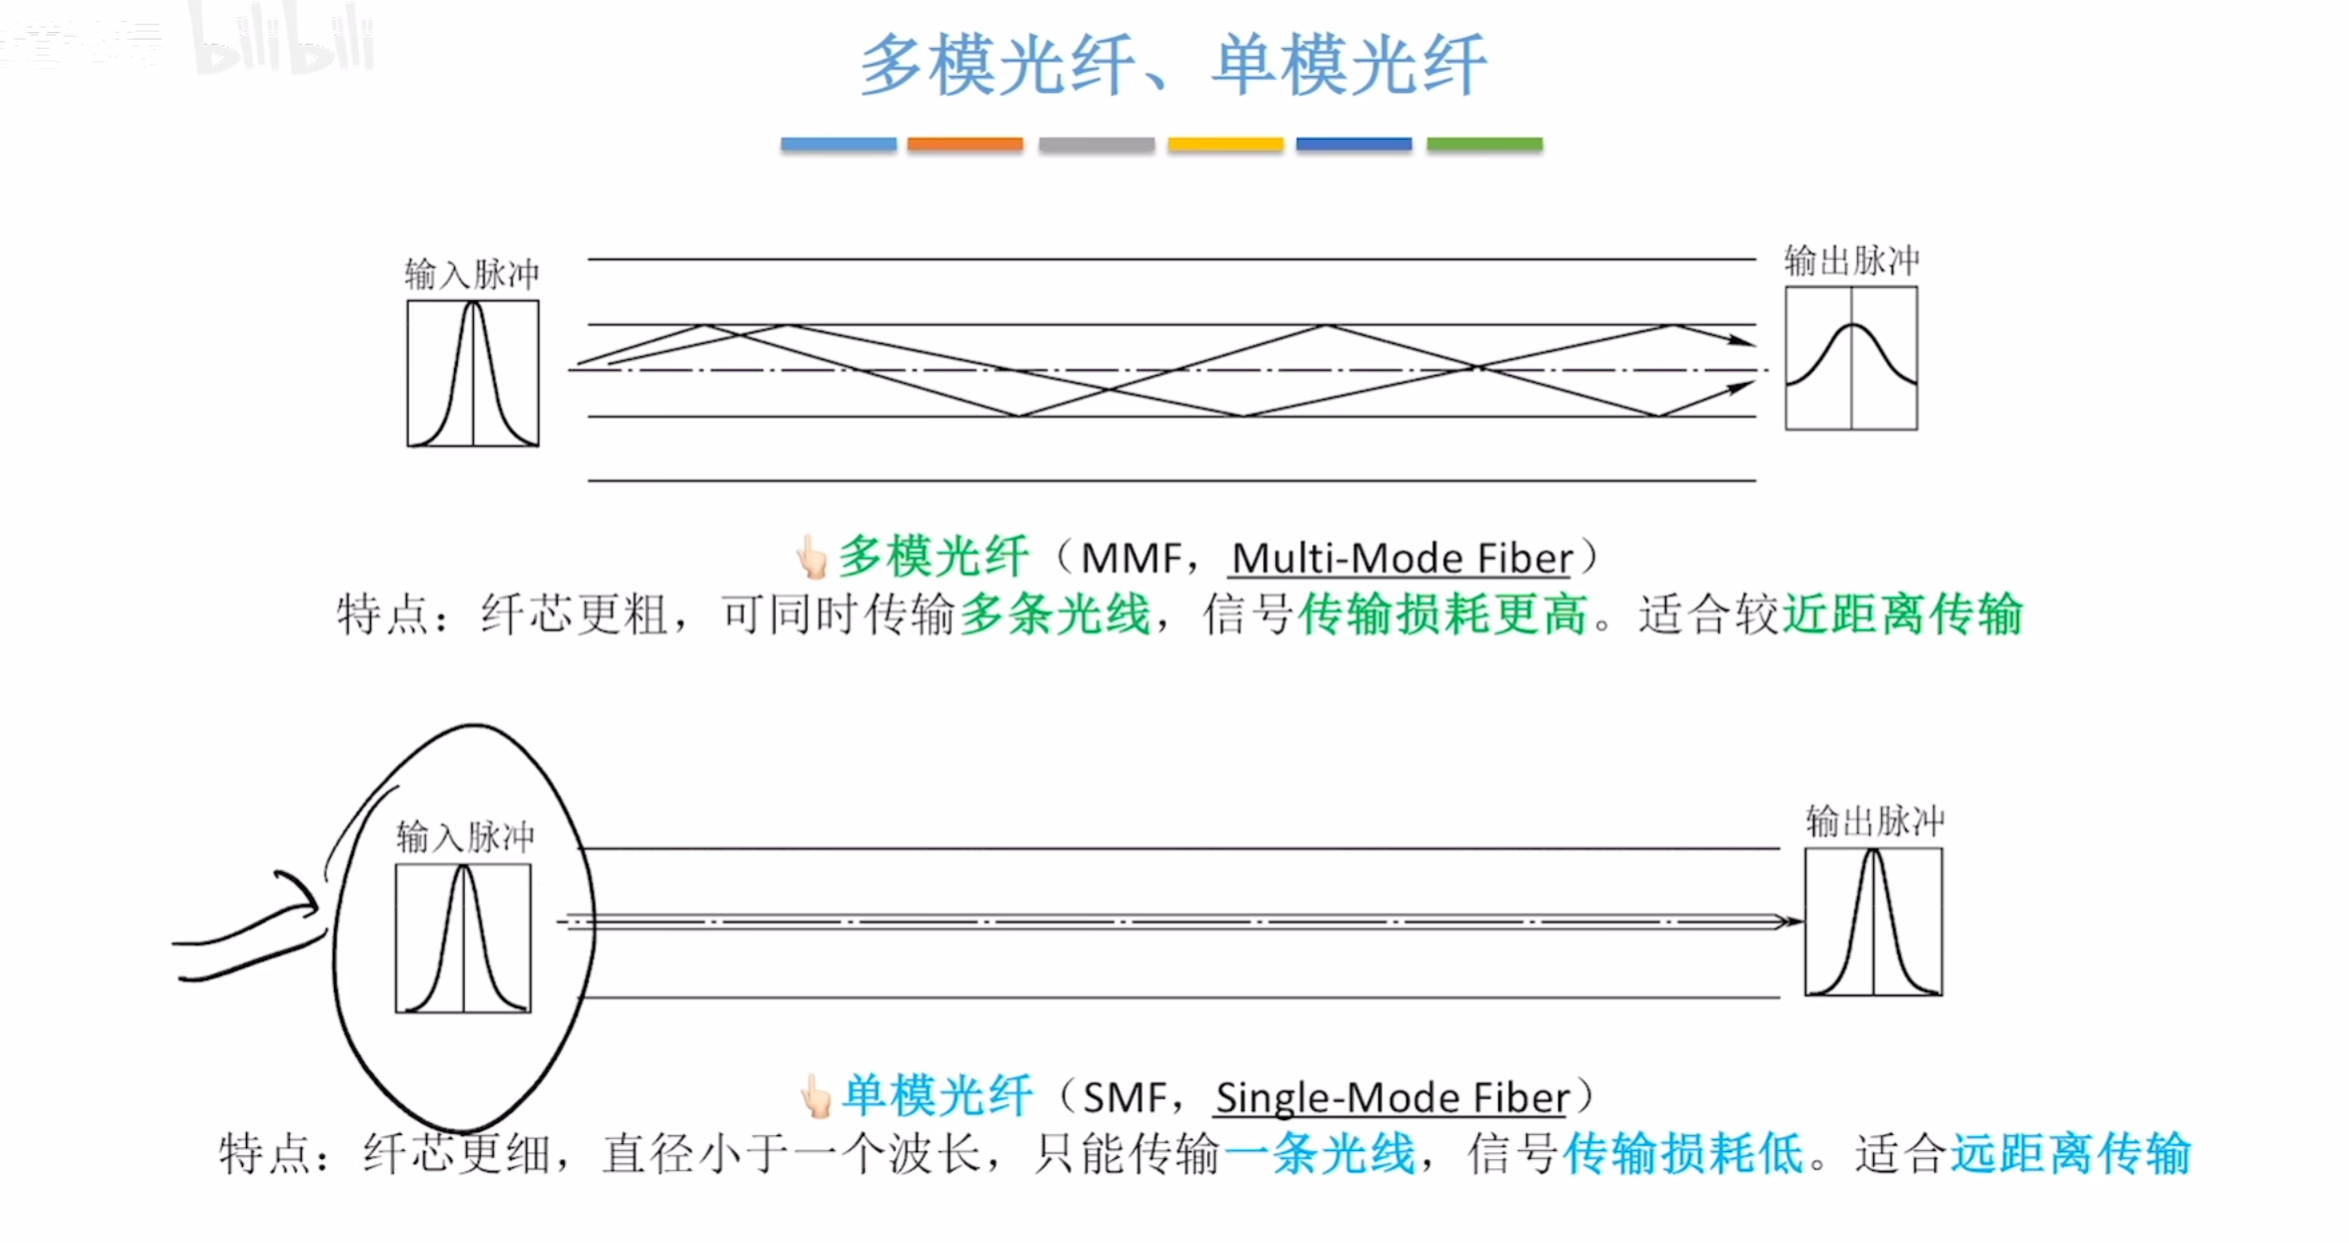 bilibili
多模光纤、单模光纤
输入脉冲
输出脉冲
👆🏻多模光纤（MMF，Multi-Mode Fiber）
特点：纤芯更粗，可同时传输多条光线，信号传输损耗更高。适合较近距离传输
输入脉冲
输出脉冲
👆🏻单模光纤（SMF，Single-Mode Fiber）
特点：纤芯更细，直径小于一个波长，只能传输一条光线，信号传输损耗低。适合远距离传输